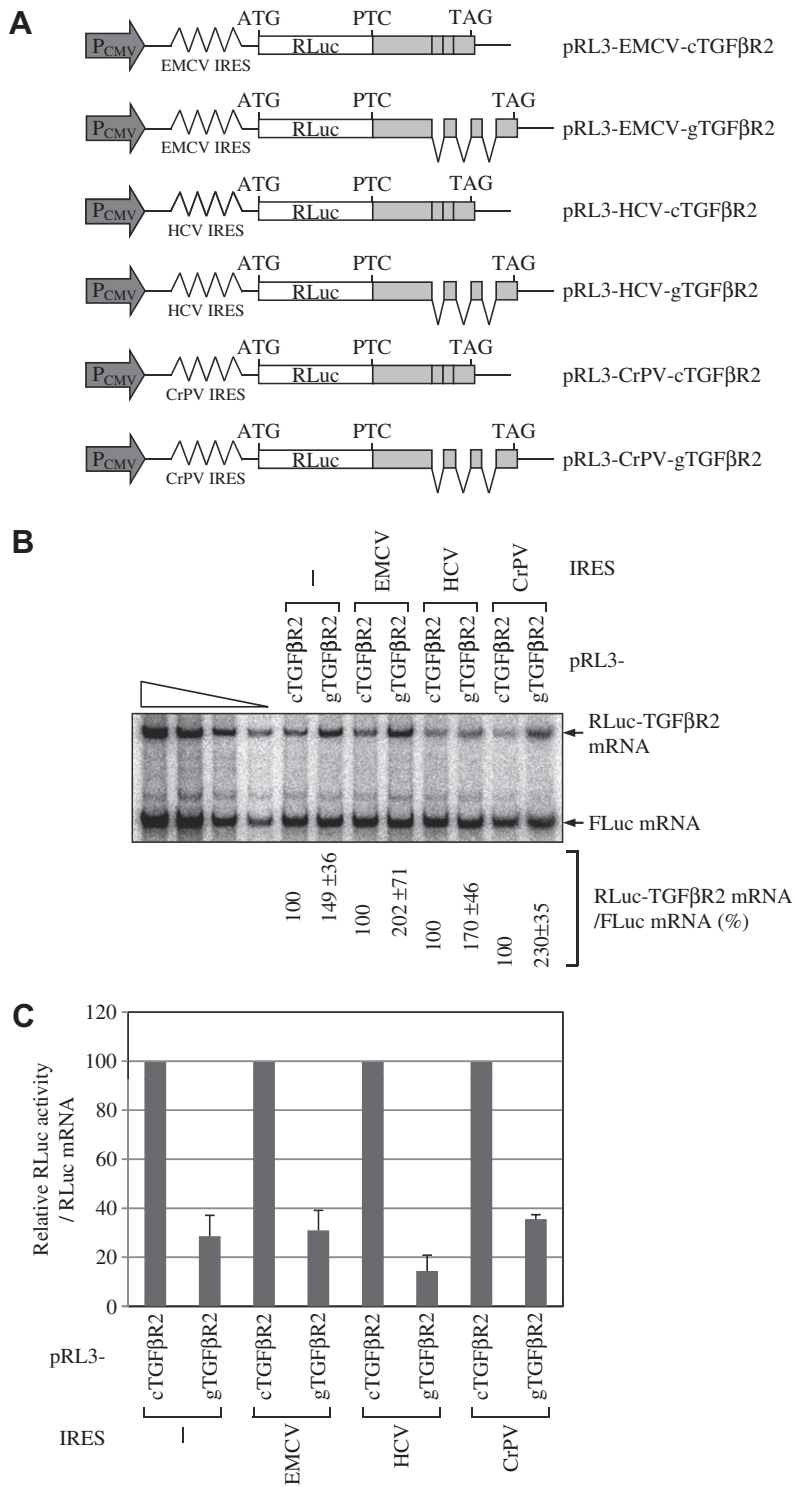 A
ATG PTC TAG
P CMV RLuc pRL3-EMCV-cTGFβR2
EMCV IRES
ATG PTC TAG
P CMV RLuc pRL3-EMCV-gTGFβR2
EMCV IRES
ATG PTC TAG
P CMV RLuc pRL3-HCV-cTGFβR2
HCV IRES
ATG PTC TAG
P CMV RLuc pRL3-HCV-gTGFβR2
HCV IRES
ATG PTC TAG
P CMV RLuc pRL3-CrPV-cTGFβR2
CrPV IRES
ATG PTC TAG
P CMV RLuc pRL3-CrPV-gTGFβR2
CrPV IRES
B
– EMCV HCV CrPV IRES
cTGFβR2 gTGFβR2 cTGFβR2 gTGFβR2 cTGFβR2 gTGFβR2 cTGFβR2 gTGFβR2 pRL3-
RLuc-TGFβR2
mRNA
FLuc mRNA
100 149 ±36 100 202 ±71 100 170 ±46 100 230±35
RLuc-TGFβR2 mRNA
/FLuc mRNA (%)
C
Relative RLuc activity
/ RLuc mRNA
120
100
80
60
40
20
0
pRL3- cTGFβR2 gTGFβR2 cTGFβR2 gTGFβR2 cTGFβR2 gTGFβR2 cTGFβR2 gTGFβR2
IRES – EMCV HCV CrPV